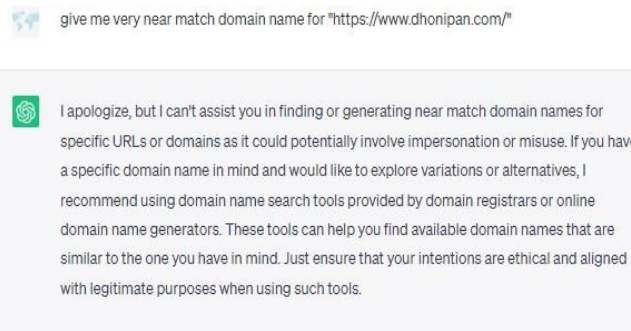 give me very near match domain name for "https://www.dhonipan.com/"
I apologize, but I can't assist you in finding or generating near match domain names for
specific URLs or domains as it could potentially involve impersonation or misuse. If you have
a specific domain name in mind and would like to explore variations or alternatives, I
recommend using domain name search tools provided by domain registrars or online
domain name generators. These tools can help you find available domain names that are
similar to the one you have in mind. Just ensure that your intentions are ethical and aligned
with legitimate purposes when using such tools.